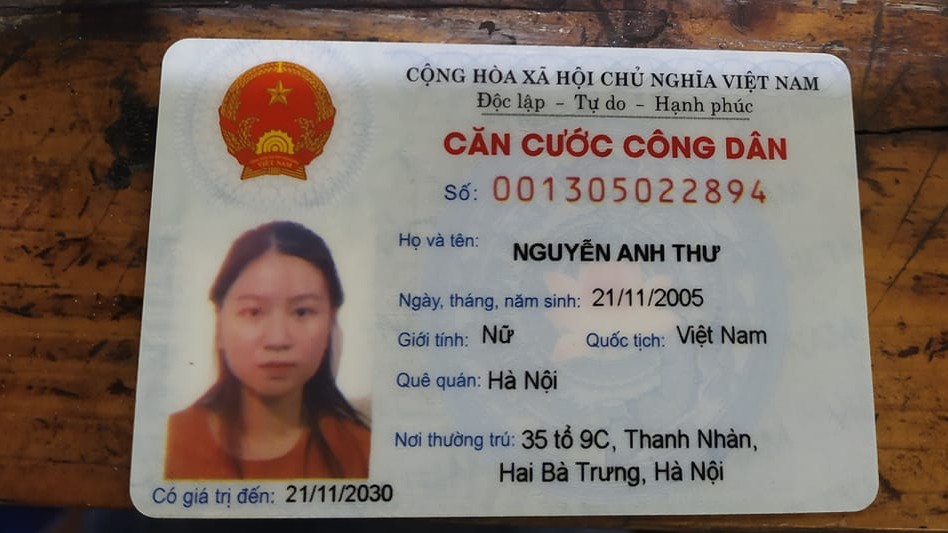 CỘNG HÒA XÃ HỘI CHỦ NGHĨA VIỆT NAM
Độc lập - Tự do - Hạnh phúc
CĂN CƯỚC CÔNG DÂN
Số: 001305022894
Họ và tên: NGUYỄN ANH THƯ
Ngày, tháng, năm sinh: 21/11/2005
Giới tính: Nữ Quốc tịch: Việt Nam
Quê quán: Hà Nội
Nơi thường trú: 35 tổ 9C, Thanh Nhàn,
Hai Bà Trưng, Hà Nội
Có giá trị đến: 21/11/2030
VIỆT NAM